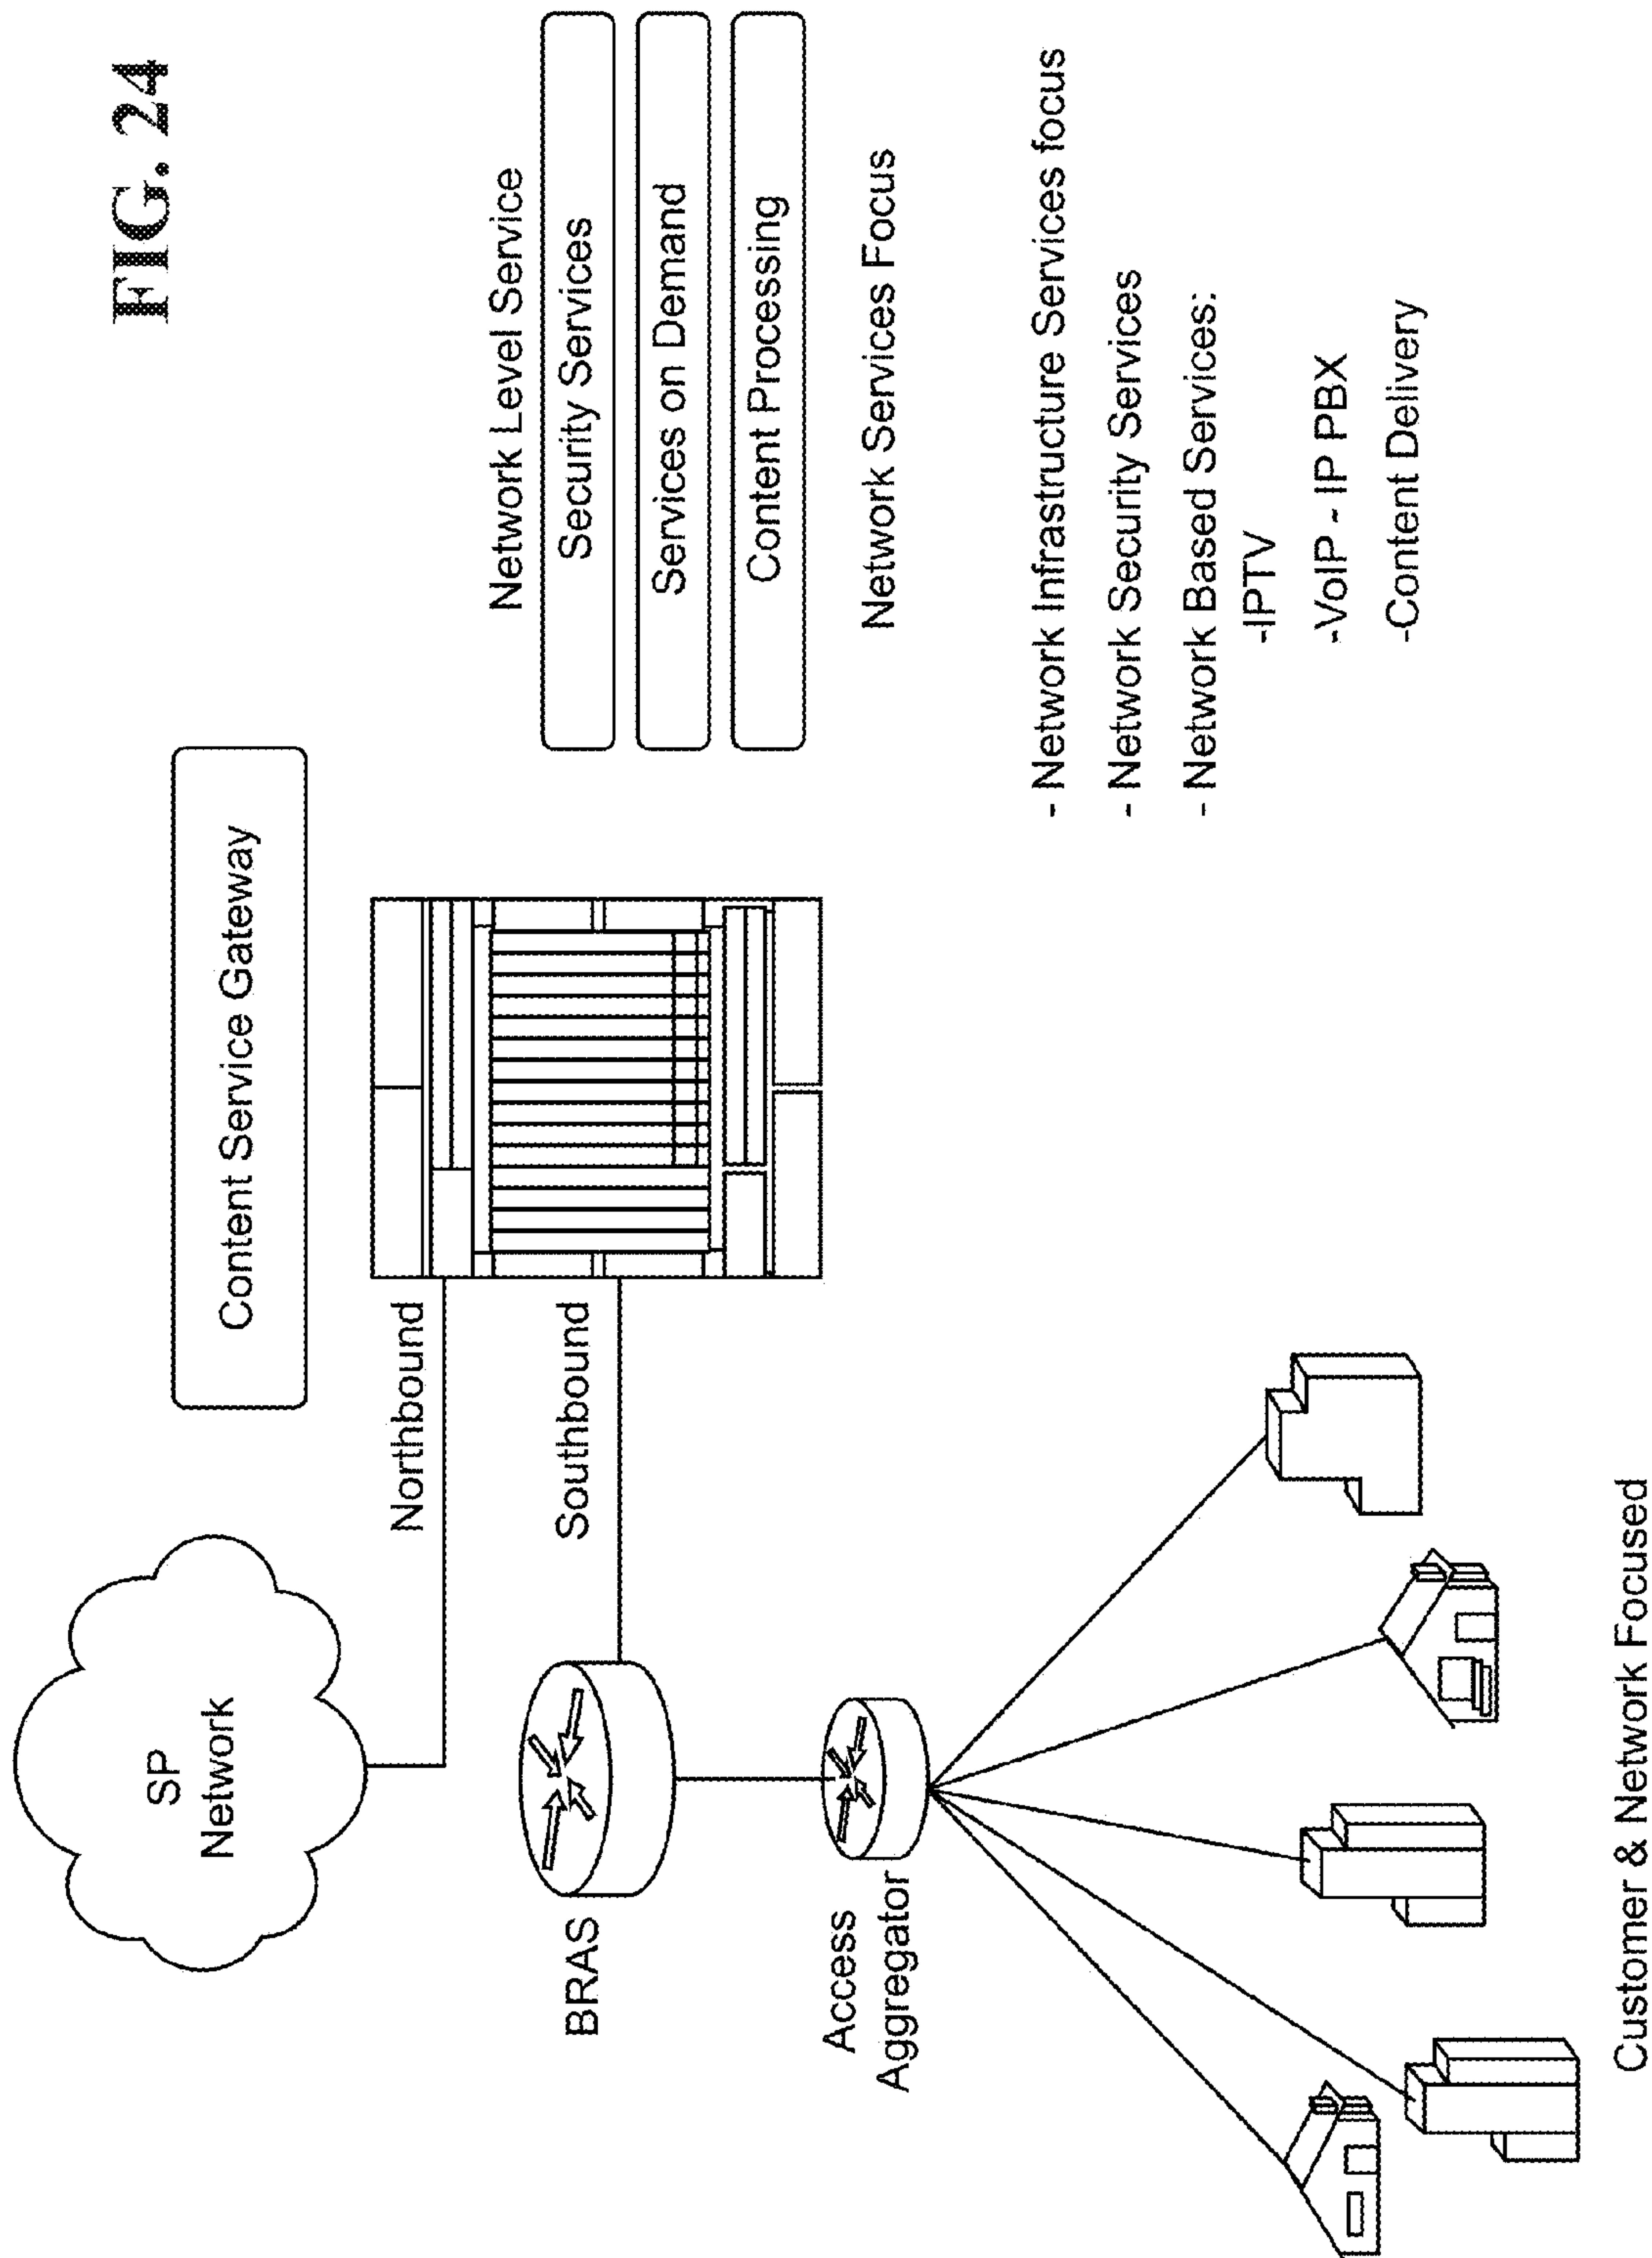 FIG. 24
Content Service Gateway
SP
Network
Northbound
Southbound
BRAS
Access
Aggregator
Customer & Network Focused
Network Level Service
Security Services
Services on Demand
Content Processing
Network Services Focus
- Network Infrastructure Services focus
- Network Security Services
- Network Based Services:
-IPTV
-VoIP - IP PBX
-Content Delivery